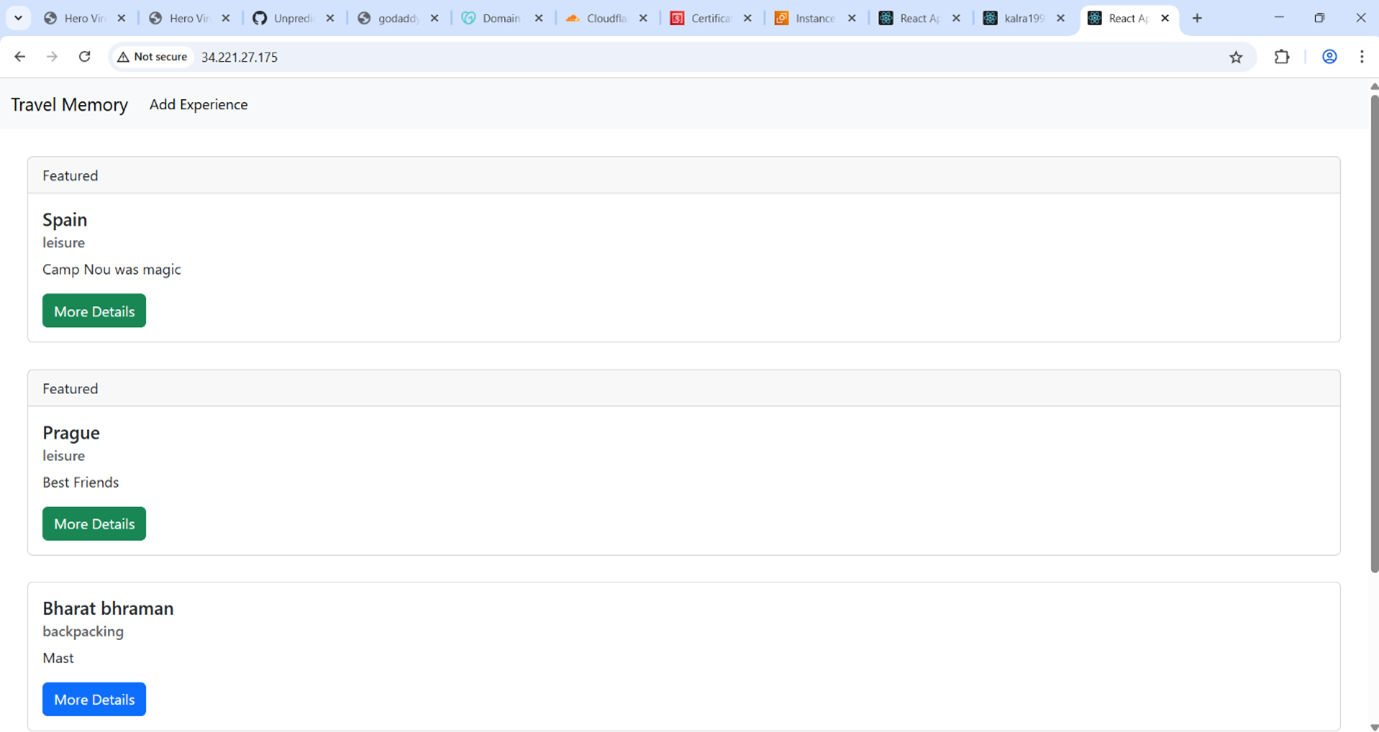 Hero Vir
Hero Vir
Unpredi
godaddy
Domain
Cloudfla
Certifica
Instance
React Ap
kalra199
React Ap
Not secure
34.221.27.175
Travel Memory Add Experience
Featured
Spain
leisure
Camp Nou was magic
More Details
Featured
Prague
leisure
Best Friends
More Details
Bharat bhraman
backpacking
Mast
More Details